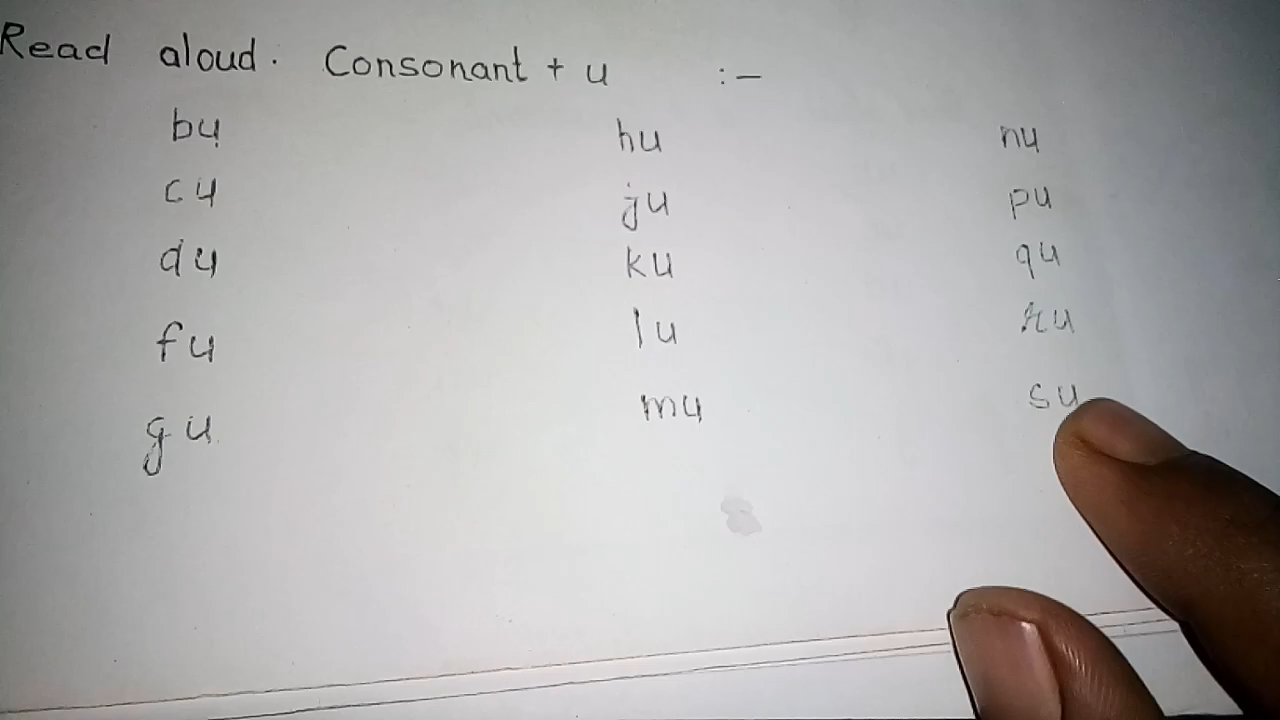 Read aloud. Consonant + u :-
bu hu nu
cu ju pu
du ku qu
fu lu ru
gu mu su